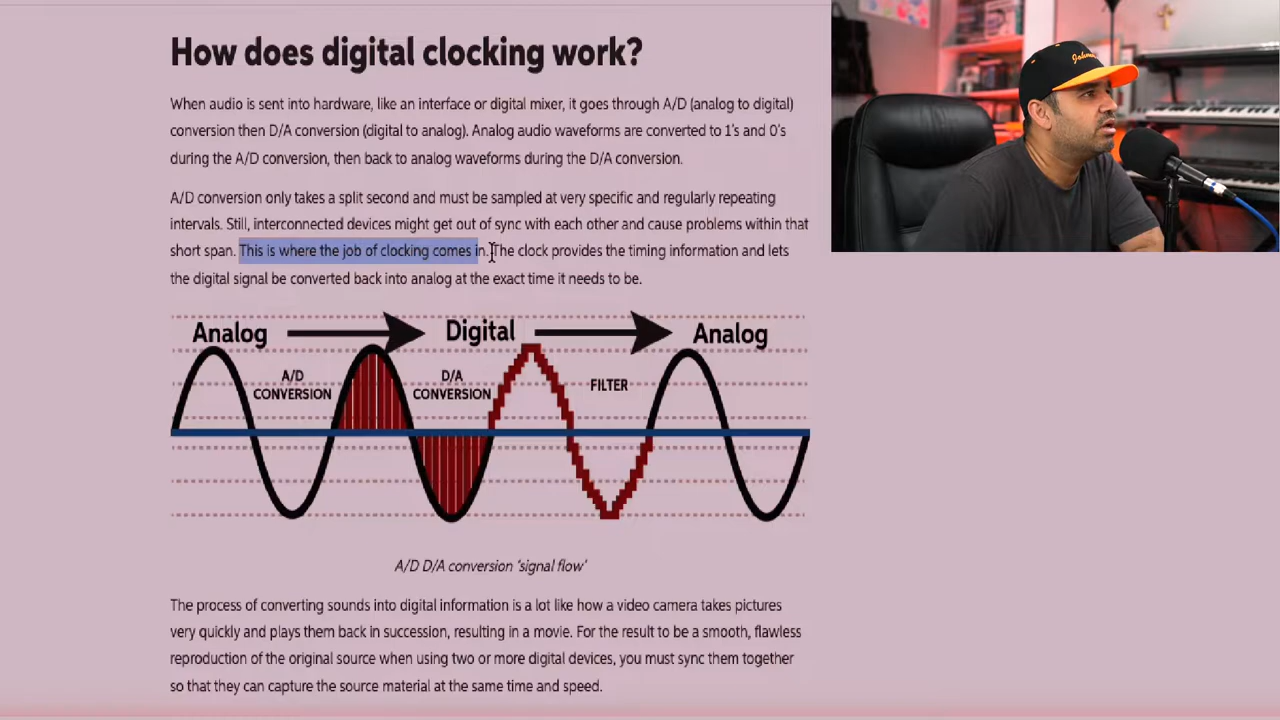 How does digital clocking work?
When audio is sent into hardware, like an interface or digital mixer, it goes through A/D (analog to digital)
conversion then D/A conversion (digital to analog). Analog audio waveforms are converted to 1's and 0's
during the A/D conversion, then back to analog waveforms during the D/A conversion.
A/D conversion only takes a split second and must be sampled at very specific and regularly repeating
intervals. Still, interconnected devices might get out of sync with each other and cause problems within that
short span. This is where the job of clocking comes in. The clock provides the timing information and lets
the digital signal be converted back into analog at the exact time it needs to be.
Analog Digital Analog
A/D
CONVERSION
D/A
CONVERSION
FILTER
A/D D/A conversion 'signal flow'
The process of converting sounds into digital information is a lot like how a video camera takes pictures
very quickly and plays them back in succession, resulting in a movie. For the result to be a smooth, flawless
reproduction of the original source when using two or more digital devices, you must sync them together
so that they can capture the source material at the same time and speed.